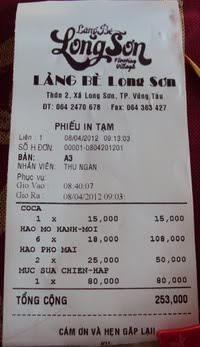 Làng Bè
Long Sơn
Floating
Village
LÀNG BÈ Long Sơn
Thôn 2, Xã Long Sơn, TP. Vũng Tàu
ĐT: 064 2470 678 Fax: 064 363 427
PHIẾU IN TẠM
Liên : 1 08/04/2012 09:13:03
SỐ H.ĐƠN: 00001-0804201201
BÀN: A3
NHÂN VIÊN: THU NGÂN
Phục vụ:
Giờ Vào : 08:40:07
Giờ Ra : 08/04/2012 09:03:
COCA
1 x 15,000 15,000
HAO MO HANH-MOI
6 x 18,000 108,000
HAO PHO MAI
2 x 25,000 50,000
MUC SUA CHIEN-HAP
1 x 80,000 80,000
TỔNG CỘNG 253,000
CÁM ƠN VÀ HẸN GẶP LẠI!